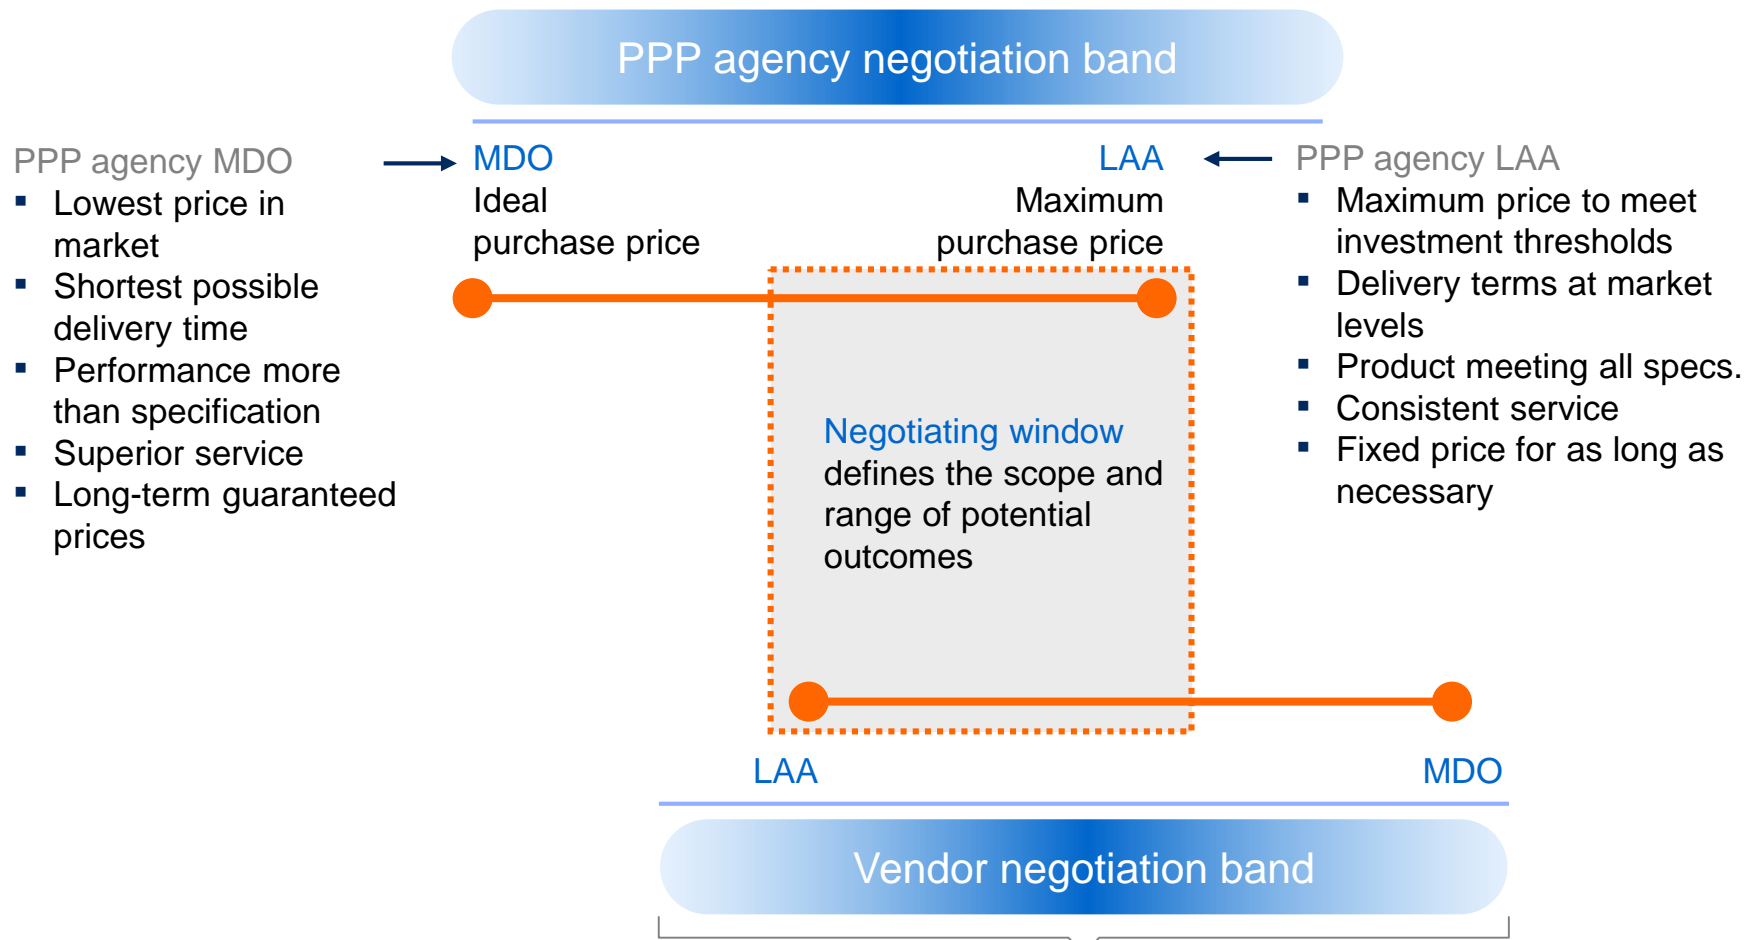 PPP agency negotiation band
PPP agency MDO
▪ Lowest price in
market
▪ Shortest possible
delivery time
▪ Performance more
than specification
▪ Superior service
▪ Long-term guaranteed
prices
MDO
Ideal
purchase price
LAA
Maximum
purchase price
PPP agency LAA
▪ Maximum price to meet
investment thresholds
▪ Delivery terms at market
levels
▪ Product meeting all specs.
▪ Consistent service
▪ Fixed price for as long as
necessary
Negotiating window
defines the scope and
range of potential
outcomes
LAA
MDO
Vendor negotiation band